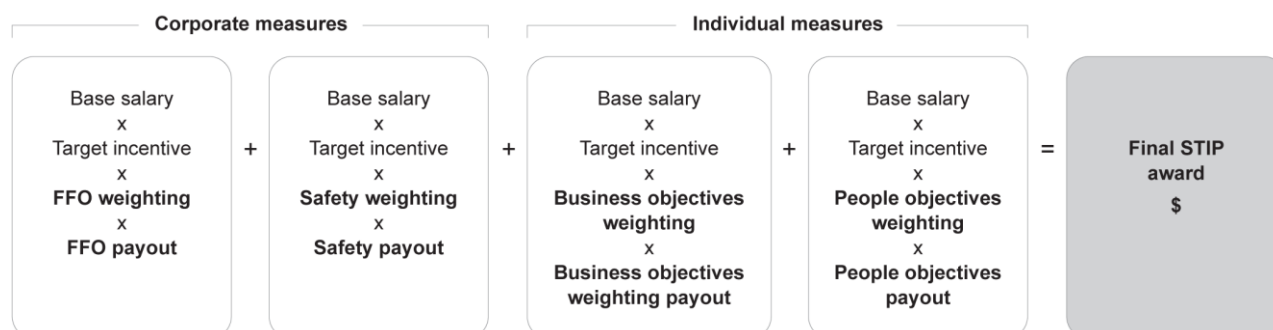 Corporate measures
Individual measures
Base salary
x
Target incentive
x
FFO weighting
x
FFO payout
+
Base salary
x
Target incentive
x
Safety weighting
x
Safety payout
+
Base salary
x
Target incentive
x
Business objectives
weighting
x
Business objectives
weighting payout
+
Base salary
x
Target incentive
x
People objectives
weighting
x
People objectives
payout
=
Final STIP
award
$